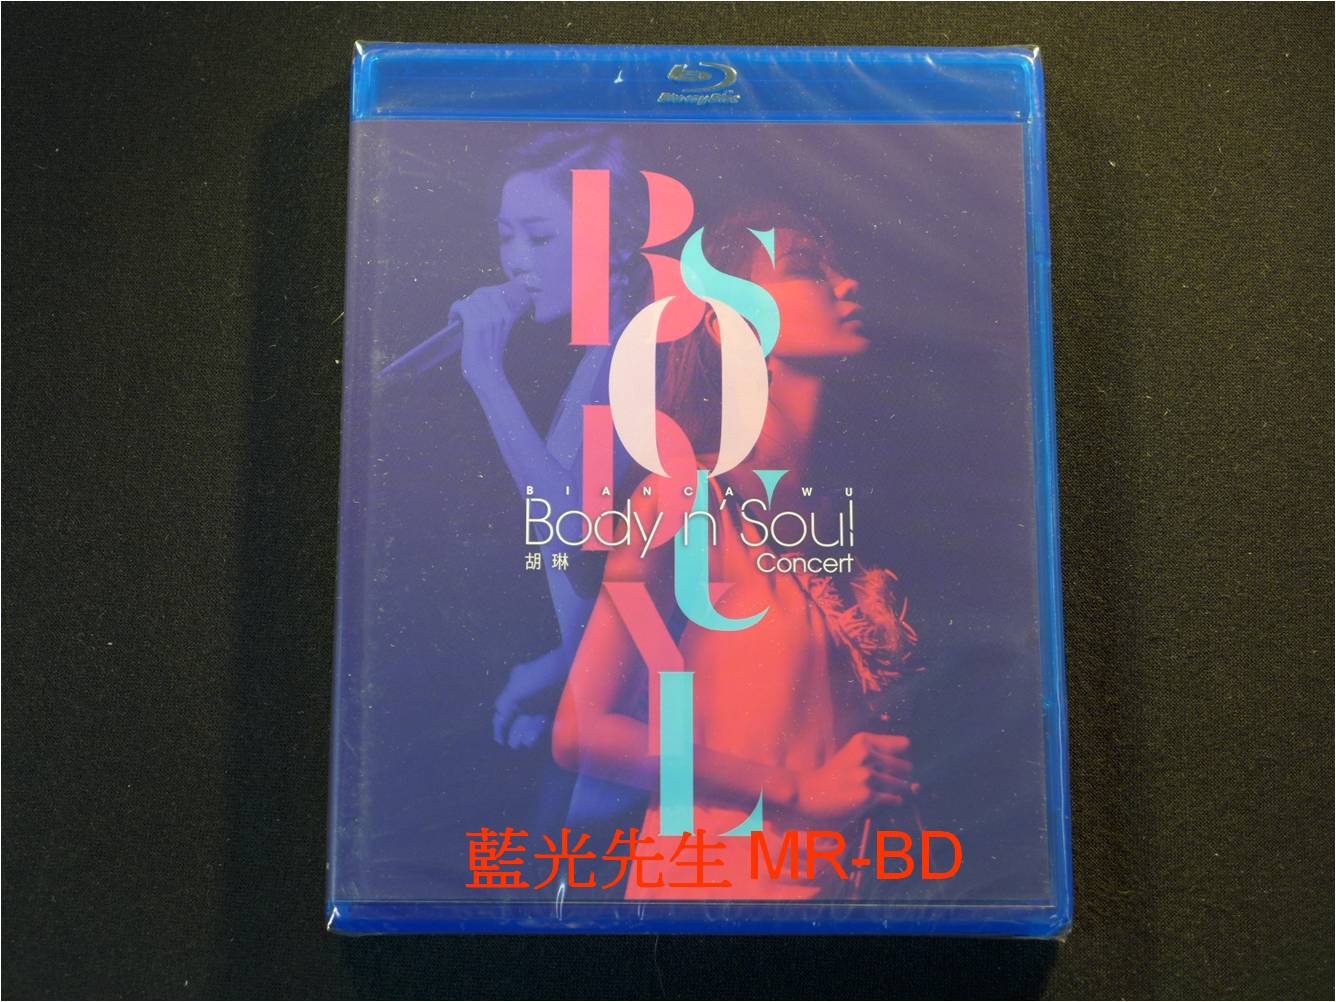 Blu-ray Disc
BODY
SOUL
BIANCA WU
Body n' Soul
胡琳 Concert
藍光先生 MR-BD